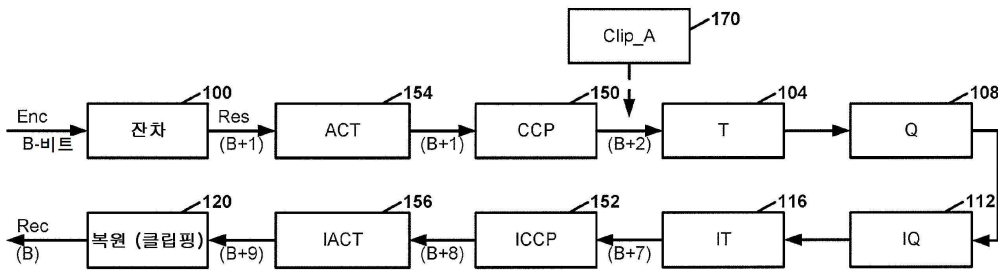 Clip_A
170
Enc
B-비트
잔차
100
Res
(B+1)
ACT
154
(B+1)
CCP
150
(B+2)
T
104
Q
108
Rec
(B)
복원 (클립핑)
120
(B+9)
IACT
156
(B+8)
ICCP
152
(B+7)
IT
116
IQ
112